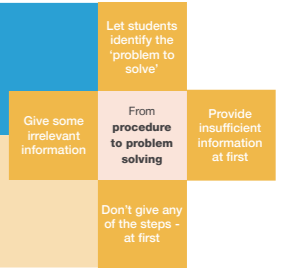 Let students
identify the
‘problem to
solve’
Give some
irrelevant
information
From
procedure
to problem
solving
Provide
insufficient
information
at first
Don’t give any
of the steps -
at first